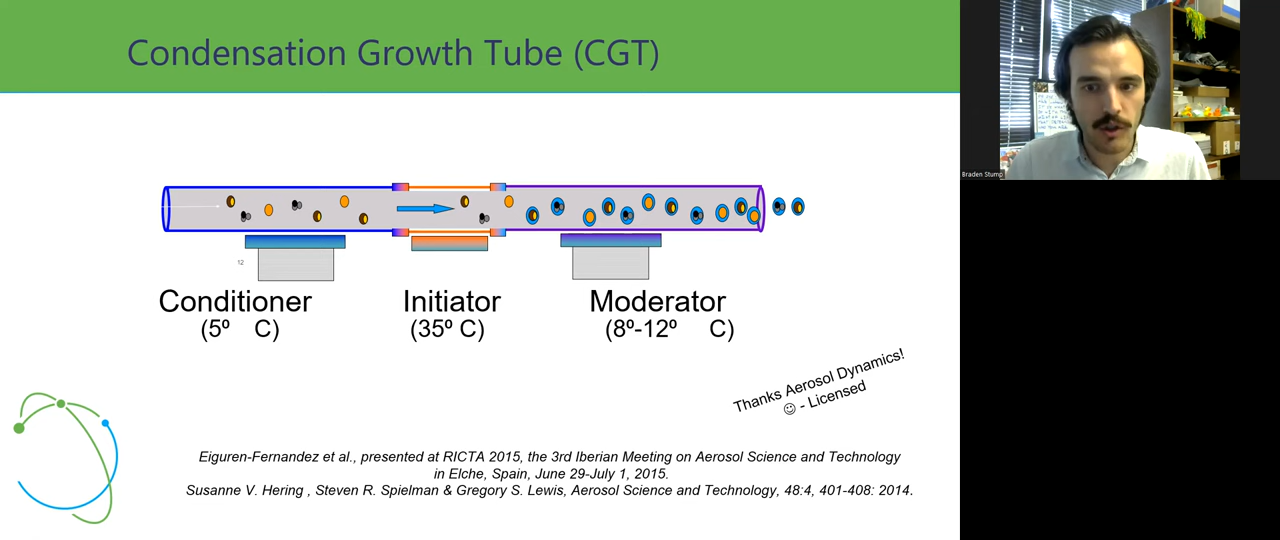 Condensation Growth Tube (CGT)
Braden Stump
12
Conditioner
(5º C)
Initiator
(35º C)
Moderator
(8º-12º C)
Thanks Aerosol Dynamics!
☺ - Licensed
Eiguren-Fernandez et al., presented at RICTA 2015, the 3rd Iberian Meeting on Aerosol Science and Technology
in Elche, Spain, June 29-July 1, 2015.
Susanne V. Hering , Steven R. Spielman & Gregory S. Lewis, Aerosol Science and Technology, 48:4, 401-408: 2014.